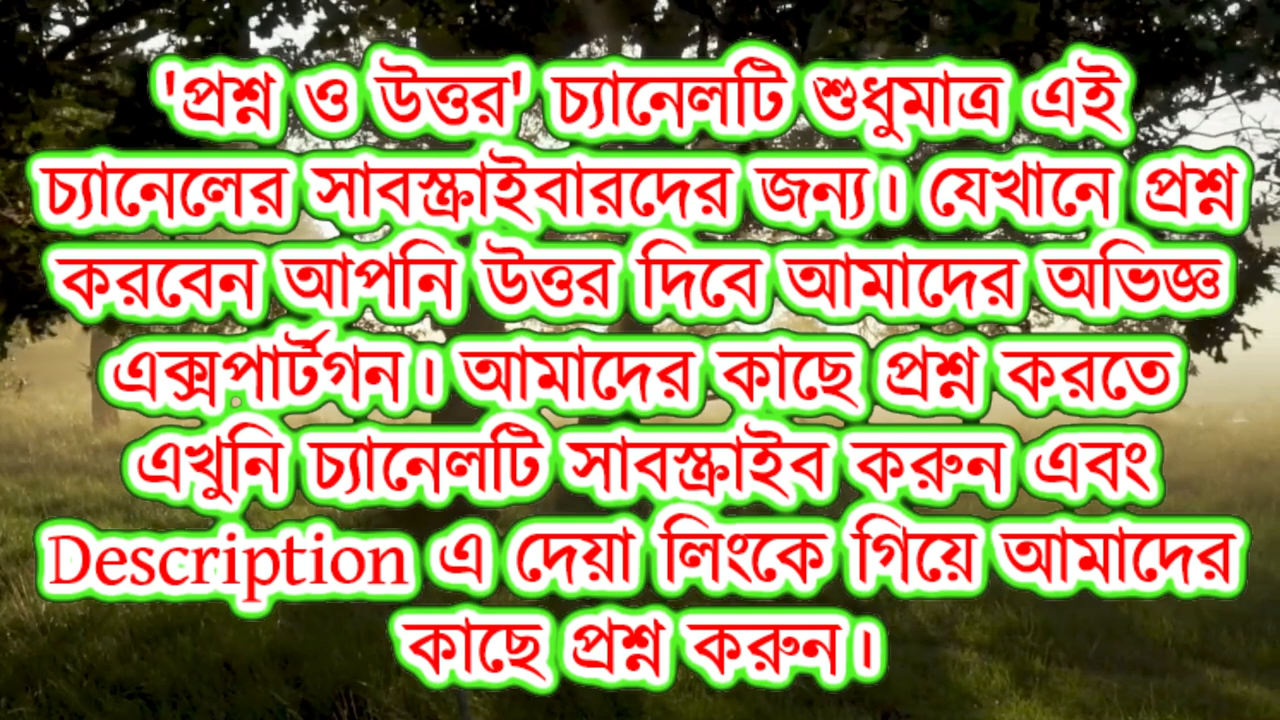 'প্রশ্ন ও উত্তর' চ্যানেলটি শুধুমাত্র এই
চ্যানেলের সাবস্ক্রাইবারদের জন্য। যেখানে প্রশ্ন
করবেন আপনি উত্তর দিবে আমাদের অভিজ্ঞ
এক্সপার্টগন। আমাদের কাছে প্রশ্ন করতে
এখুনি চ্যানেলটি সাবস্ক্রাইব করুন এবং
Description এ দেয়া লিংকে গিয়ে আমাদের
কাছে প্রশ্ন করুন।